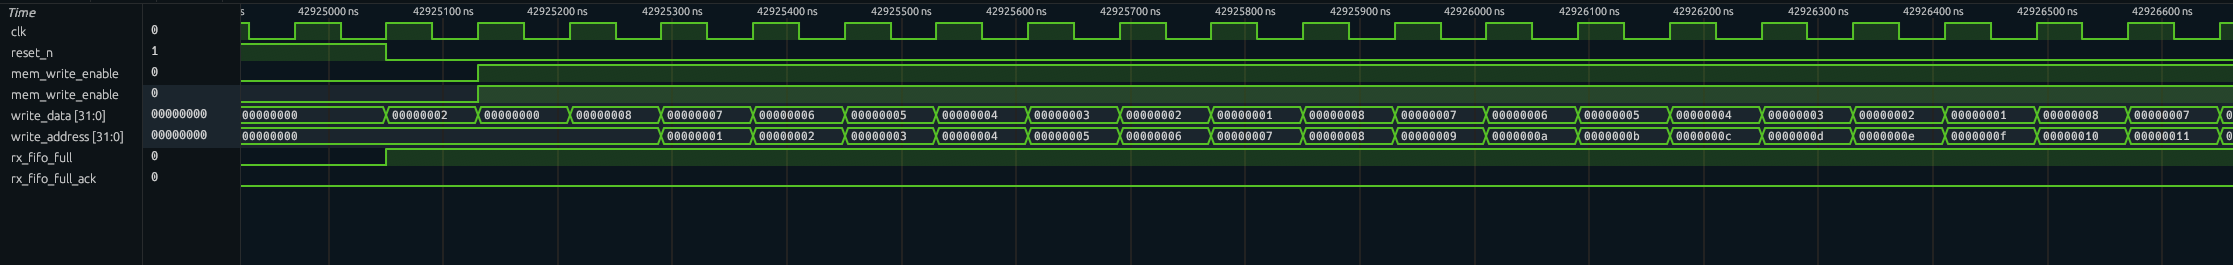 Time s 42925000 ns 42925100 ns 42925200 ns 42925300 ns 42925400 ns 42925500 ns 42925600 ns 42925700 ns 42925800 ns 42925900 ns 42926000 ns 42926100 ns 42926200 ns 42926300 ns 42926400 ns 42926500 ns 42926600 ns
clk 0
reset_n 1
mem_write_enable 0
mem_write_enable 0
write_data [31:0] 00000000 00000000 00000002 00000000 00000008 00000007 00000006 00000005 00000004 00000003 00000002 00000001 00000008 00000007 00000006 00000005 00000004 00000003 00000002 00000001 00000008 00000007 0
write_address [31:0] 00000000 00000000 00000001 00000002 00000003 00000004 00000005 00000006 00000007 00000008 00000009 0000000a 0000000b 0000000c 0000000d 0000000e 0000000f 00000010 00000011 0
rx_fifo_full 0
rx_fifo_full_ack 0